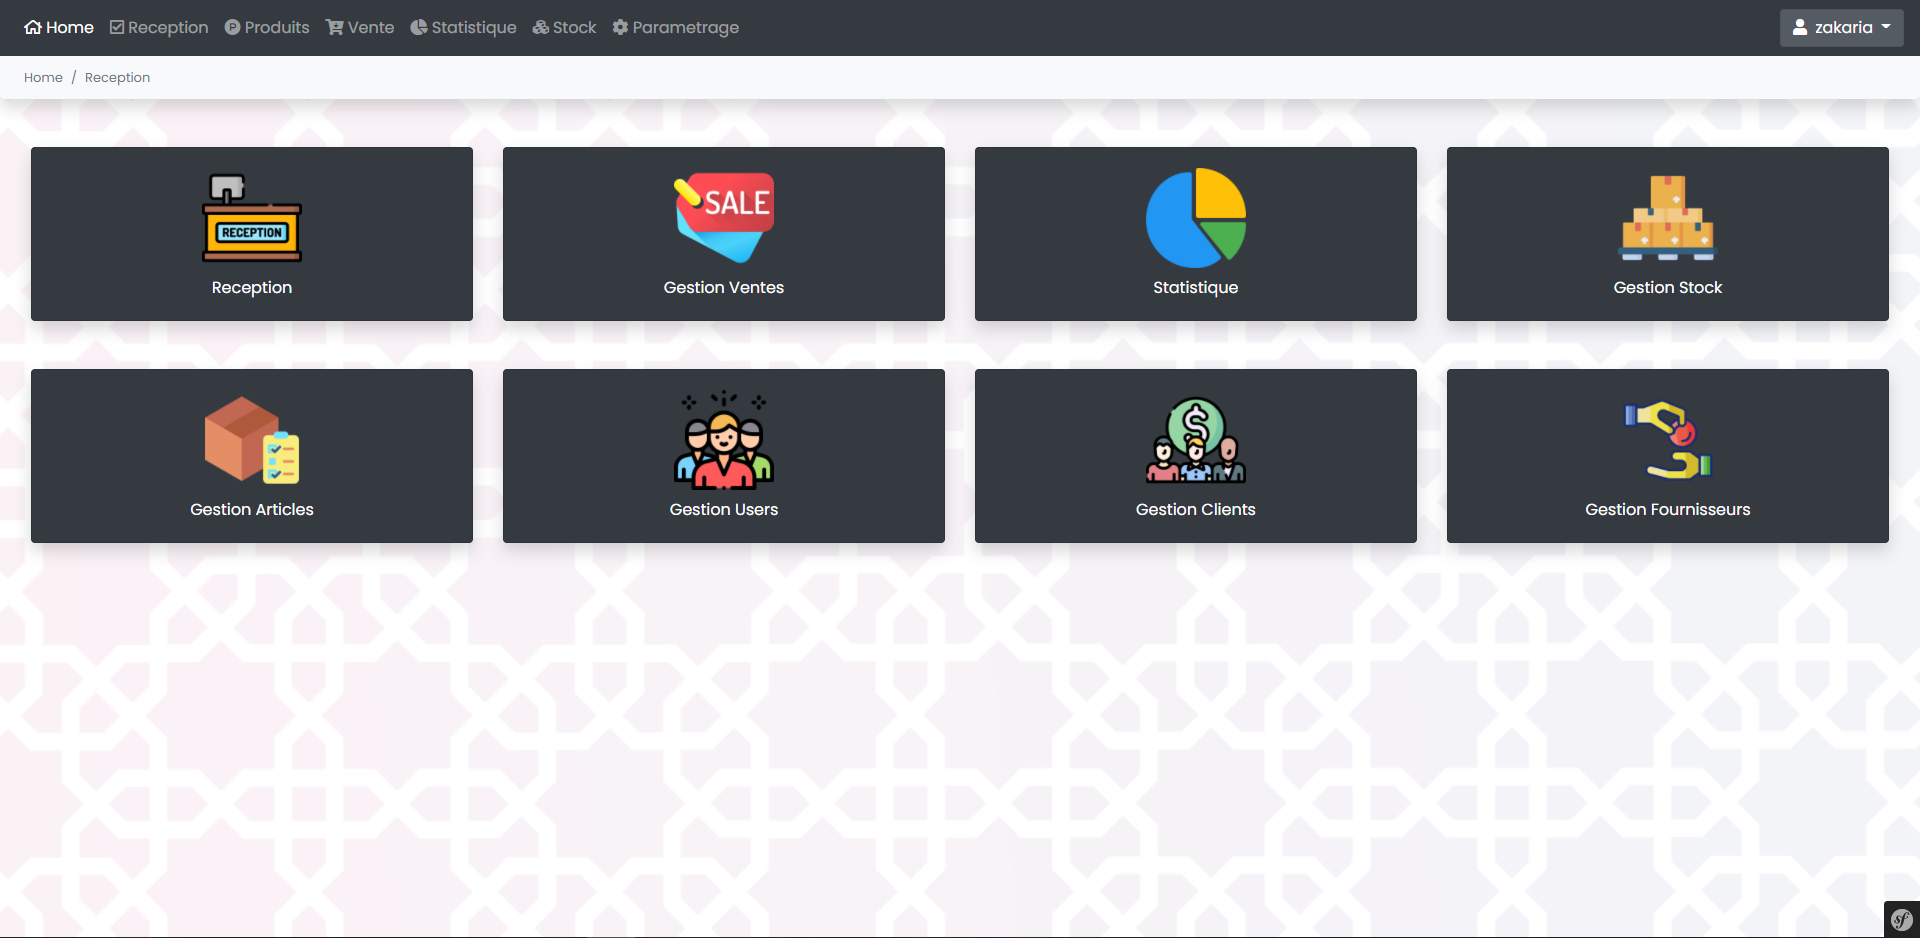 Home Reception Produits Vente Statistique Stock Parametrage zakaria
Home / Reception
RECEPTION
SALE
Reception
Gestion Ventes
Statistique
Gestion Stock
Gestion Articles
Gestion Users
Gestion Clients
Gestion Fournisseurs
sf